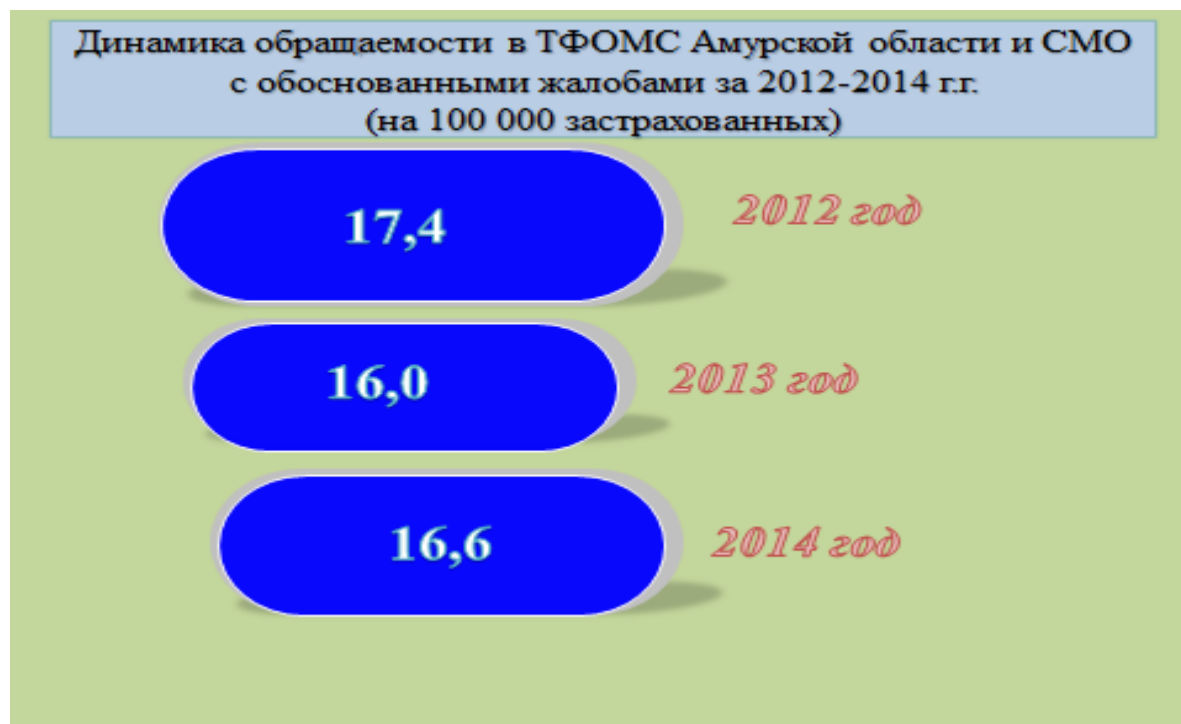 Динамика обращаемости в ТФОМС Амурской области и СМО
с обоснованными жалобами за 2012-2014 г.г.
(на 100 000 застрахованных)
17,4
2012 год
16,0
2013 год
16,6
2014 год